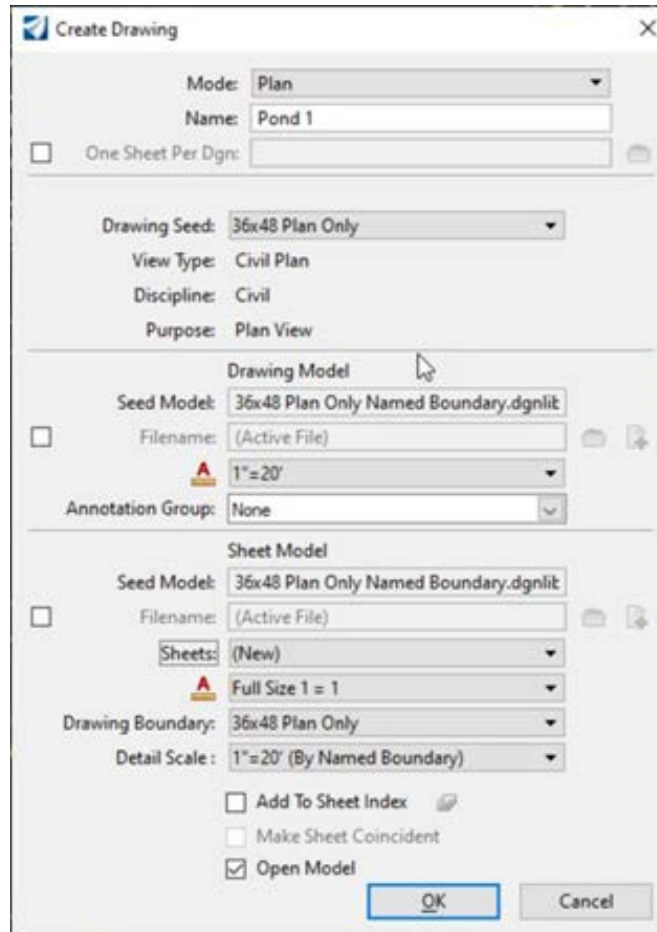 Create Drawing
Mode: Plan
Name: Pond 1
One Sheet Per Dgn:
Drawing Seed: 36x48 Plan Only
View Type: Civil Plan
Discipline: Civil
Purpose: Plan View
Drawing Model
Seed Model: 36x48 Plan Only Named Boundary.dgnlib
Filename: (Active File)
A 1"=20'
Annotation Group: None
Sheet Model
Seed Model: 36x48 Plan Only Named Boundary.dgnlib
Filename: (Active File)
Sheets: (New)
A Full Size 1 = 1
Drawing Boundary: 36x48 Plan Only
Detail Scale : 1"=20' (By Named Boundary)
Add To Sheet Index
Make Sheet Coincident
Open Model
OK Cancel